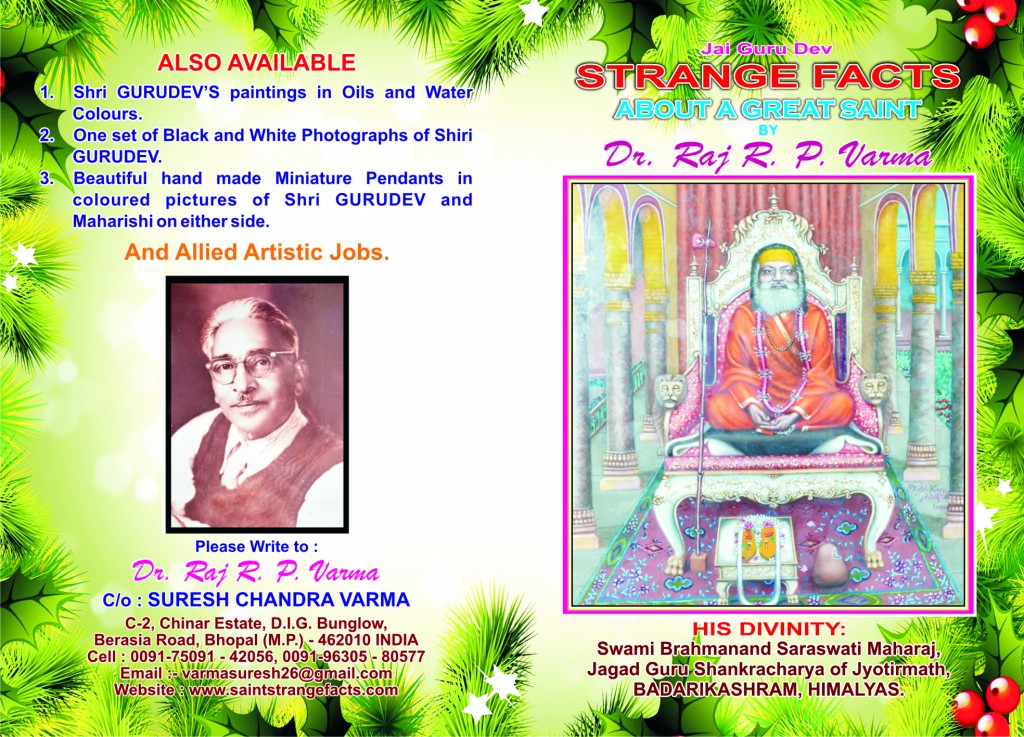 ALSO AVAILABLE
1. Shri GURUDEV'S paintings in Oils and Water
Colours.
2. One set of Black and White Photographs of Shiri
GURUDEV.
3. Beautiful hand made Miniature Pendants in
coloured pictures of Shri GURUDEV and
Maharishi on either side.
And Allied Artistic Jobs.
Please Write to :
Dr. Raj R. P. Varma
C/o : SURESH CHANDRA VARMA
C-2, Chinar Estate, D.I.G. Bunglow,
Berasia Road, Bhopal (M.P.) - 462010 INDIA
Cell : 0091-75091 - 42056, 0091-96305 - 80577
Email :- varmasuresh26@gmail.com
Website : www.saintstrangefacts.com
Jai Guru Dev
STRANGE FACTS
ABOUT A GREAT SAINT
BY
Dr. Raj R. P. Varma
HIS DIVINITY:
Swami Brahmanand Saraswati Maharaj,
Jagad Guru Shankracharya of Jyotirmath,
BADARIKASHRAM, HIMALYAS.